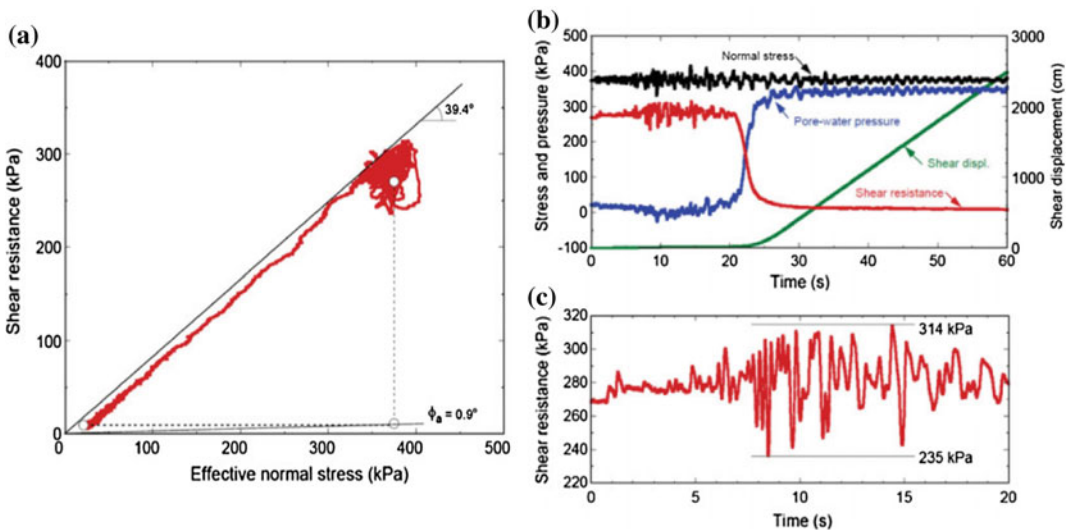 (a)
400
300
200
100
0
0
100
200
300
400
500
Shear resistance (kPa)
Effective normal stress (kPa)
39.4°
ϕa = 0.9°
(b)
500
400
300
200
100
0
-100
0
10
20
30
40
50
60
3000
2000
1000
0
Stress and pressure (kPa)
Shear displacement (cm)
Time (s)
Normal stress
Pore-water pressure
Shear displ.
Shear resistance
(c)
320
300
280
260
240
220
0
5
10
15
20
Shear resistance (kPa)
Time (s)
314 kPa
235 kPa